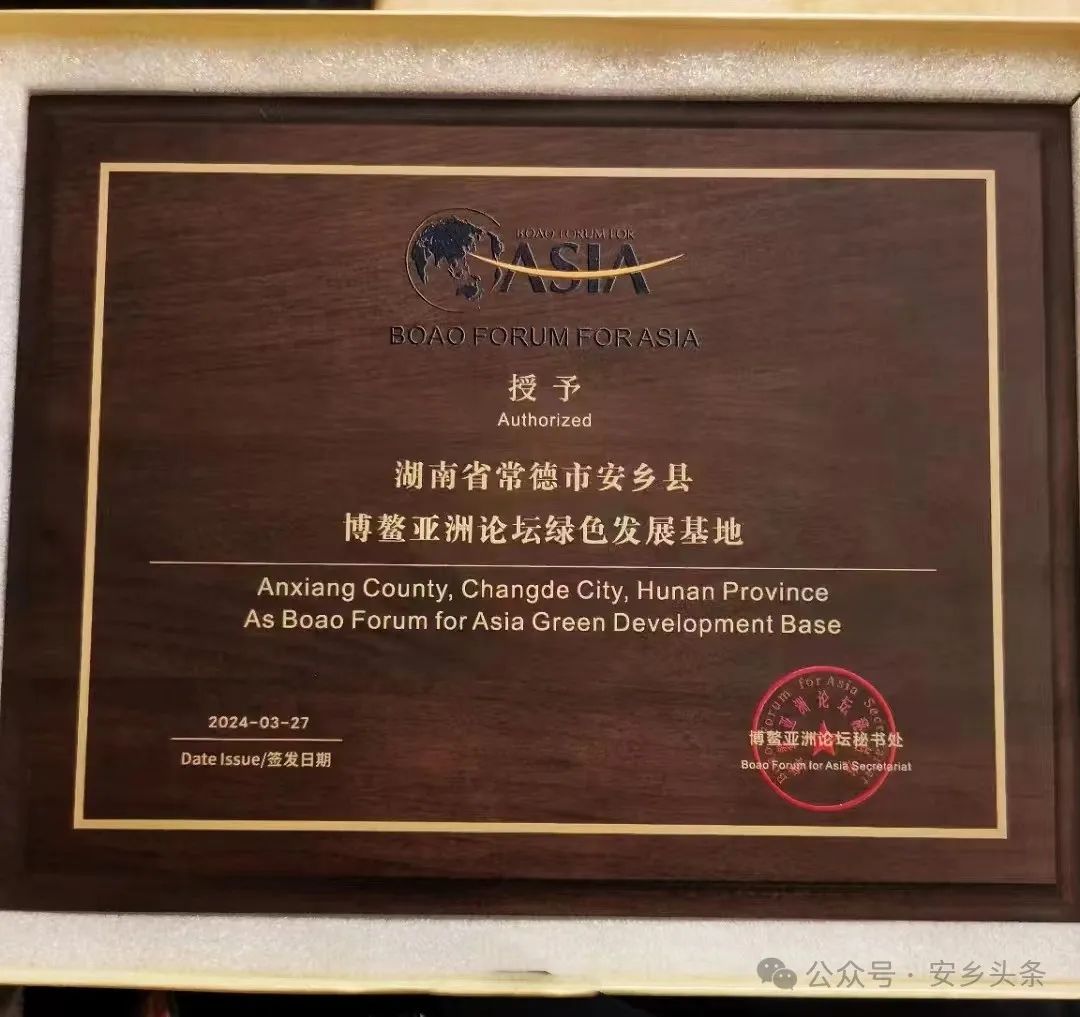 BOAO FORUM FOR
ASIA
BOAO FORUM FOR ASIA
授予
Authorized
湖南省常德市安乡县
博鳌亚洲论坛绿色发展基地
Anxiang County, Changde City, Hunan Province
As Boao Forum for Asia Green Development Base
2024-03-27
Date Issue/签发日期
博鳌亚洲论坛秘书处
Boao Forum for Asia Secretariat
公众号 · 安乡头条